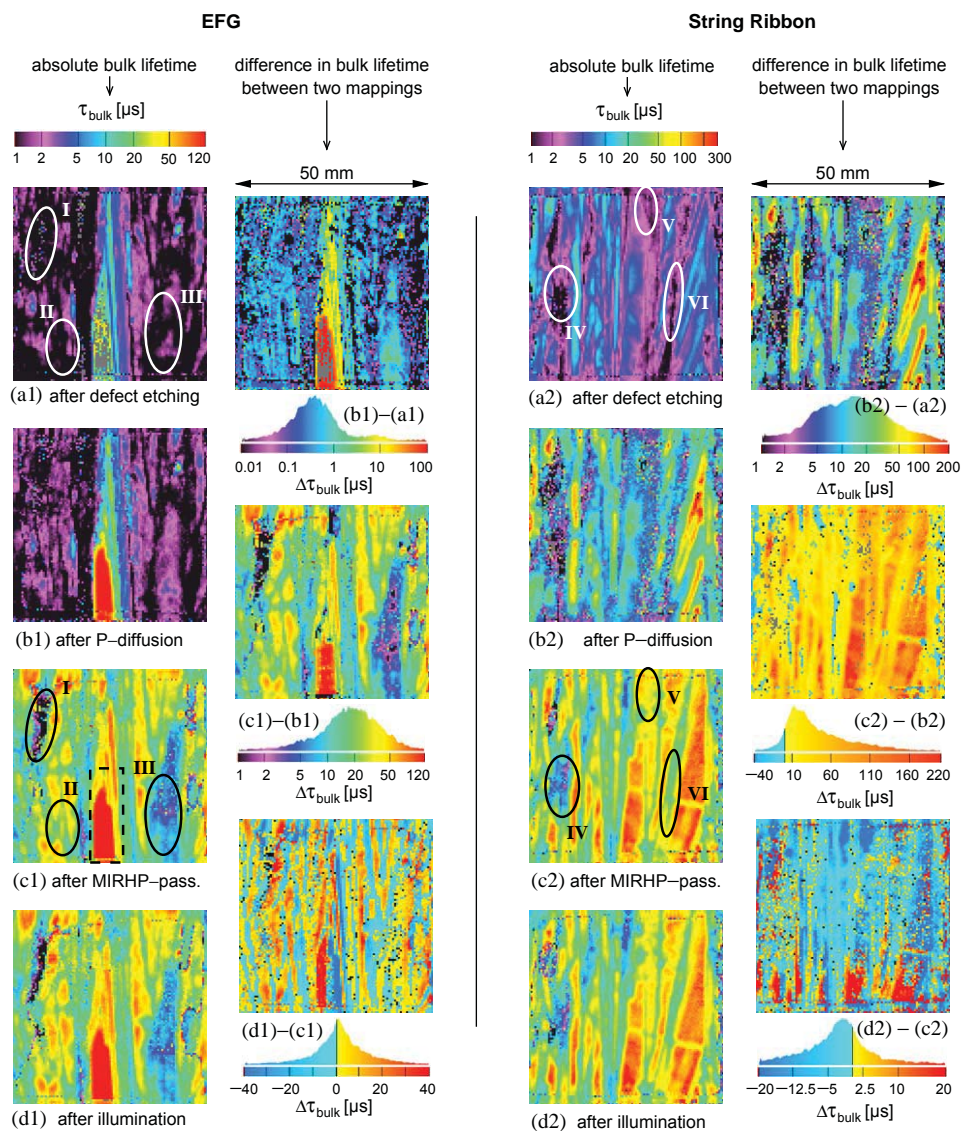 EFG
absolute bulk lifetime
τbulk [μs]
1 2 5 10 20 50 120
difference in bulk lifetime
between two mappings
50 mm
I
II
III
(a1) after defect etching
(b1)−(a1)
0.01 0.1 1 10 100
Δτbulk [μs]
(b1) after P−diffusion
(c1)−(b1)
1 2 5 10 20 50 120
Δτbulk [μs]
I
II
III
(c1) after MIRHP−pass.
(d1)−(c1)
−40 −20 0 20 40
Δτbulk [μs]
(d1) after illumination
String Ribbon
absolute bulk lifetime
τbulk [μs]
1 2 5 10 20 50 100 300
difference in bulk lifetime
between two mappings
50 mm
V
IV
VI
(a2) after defect etching
(b2) − (a2)
1 2 5 10 20 50 100 200
Δτbulk [μs]
(b2) after P−diffusion
(c2) − (b2)
−40 10 60 110 160 220
Δτbulk [μs]
V
IV
VI
(c2) after MIRHP−pass.
(d2) − (c2)
−20 −12.5 −5 2.5 10 20
Δτbulk [μs]
(d2) after illumination